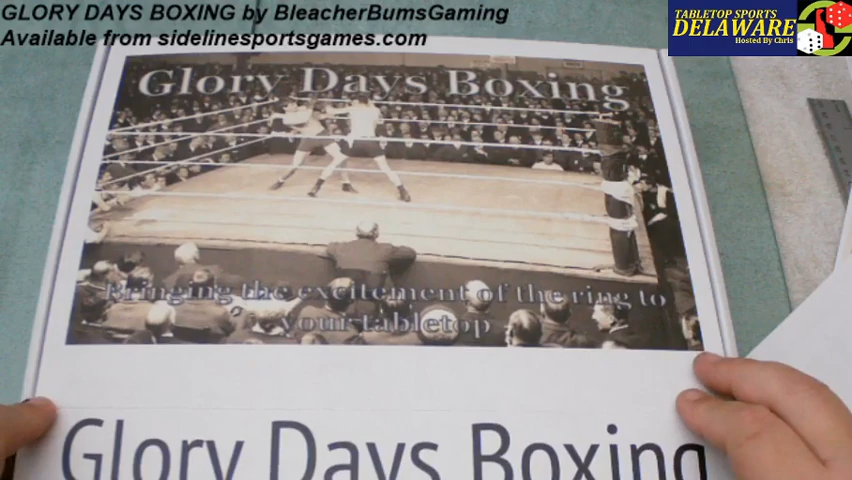 GLORY DAYS BOXING by BleacherBumsGaming
Available from sidelinesportsgames.com
TABLETOP SPORTS
DELAWARE
Hosted By Chris
Glory Days Boxing
Bringing the excitement of the ring to
your tabletop
Glory Days Boxing